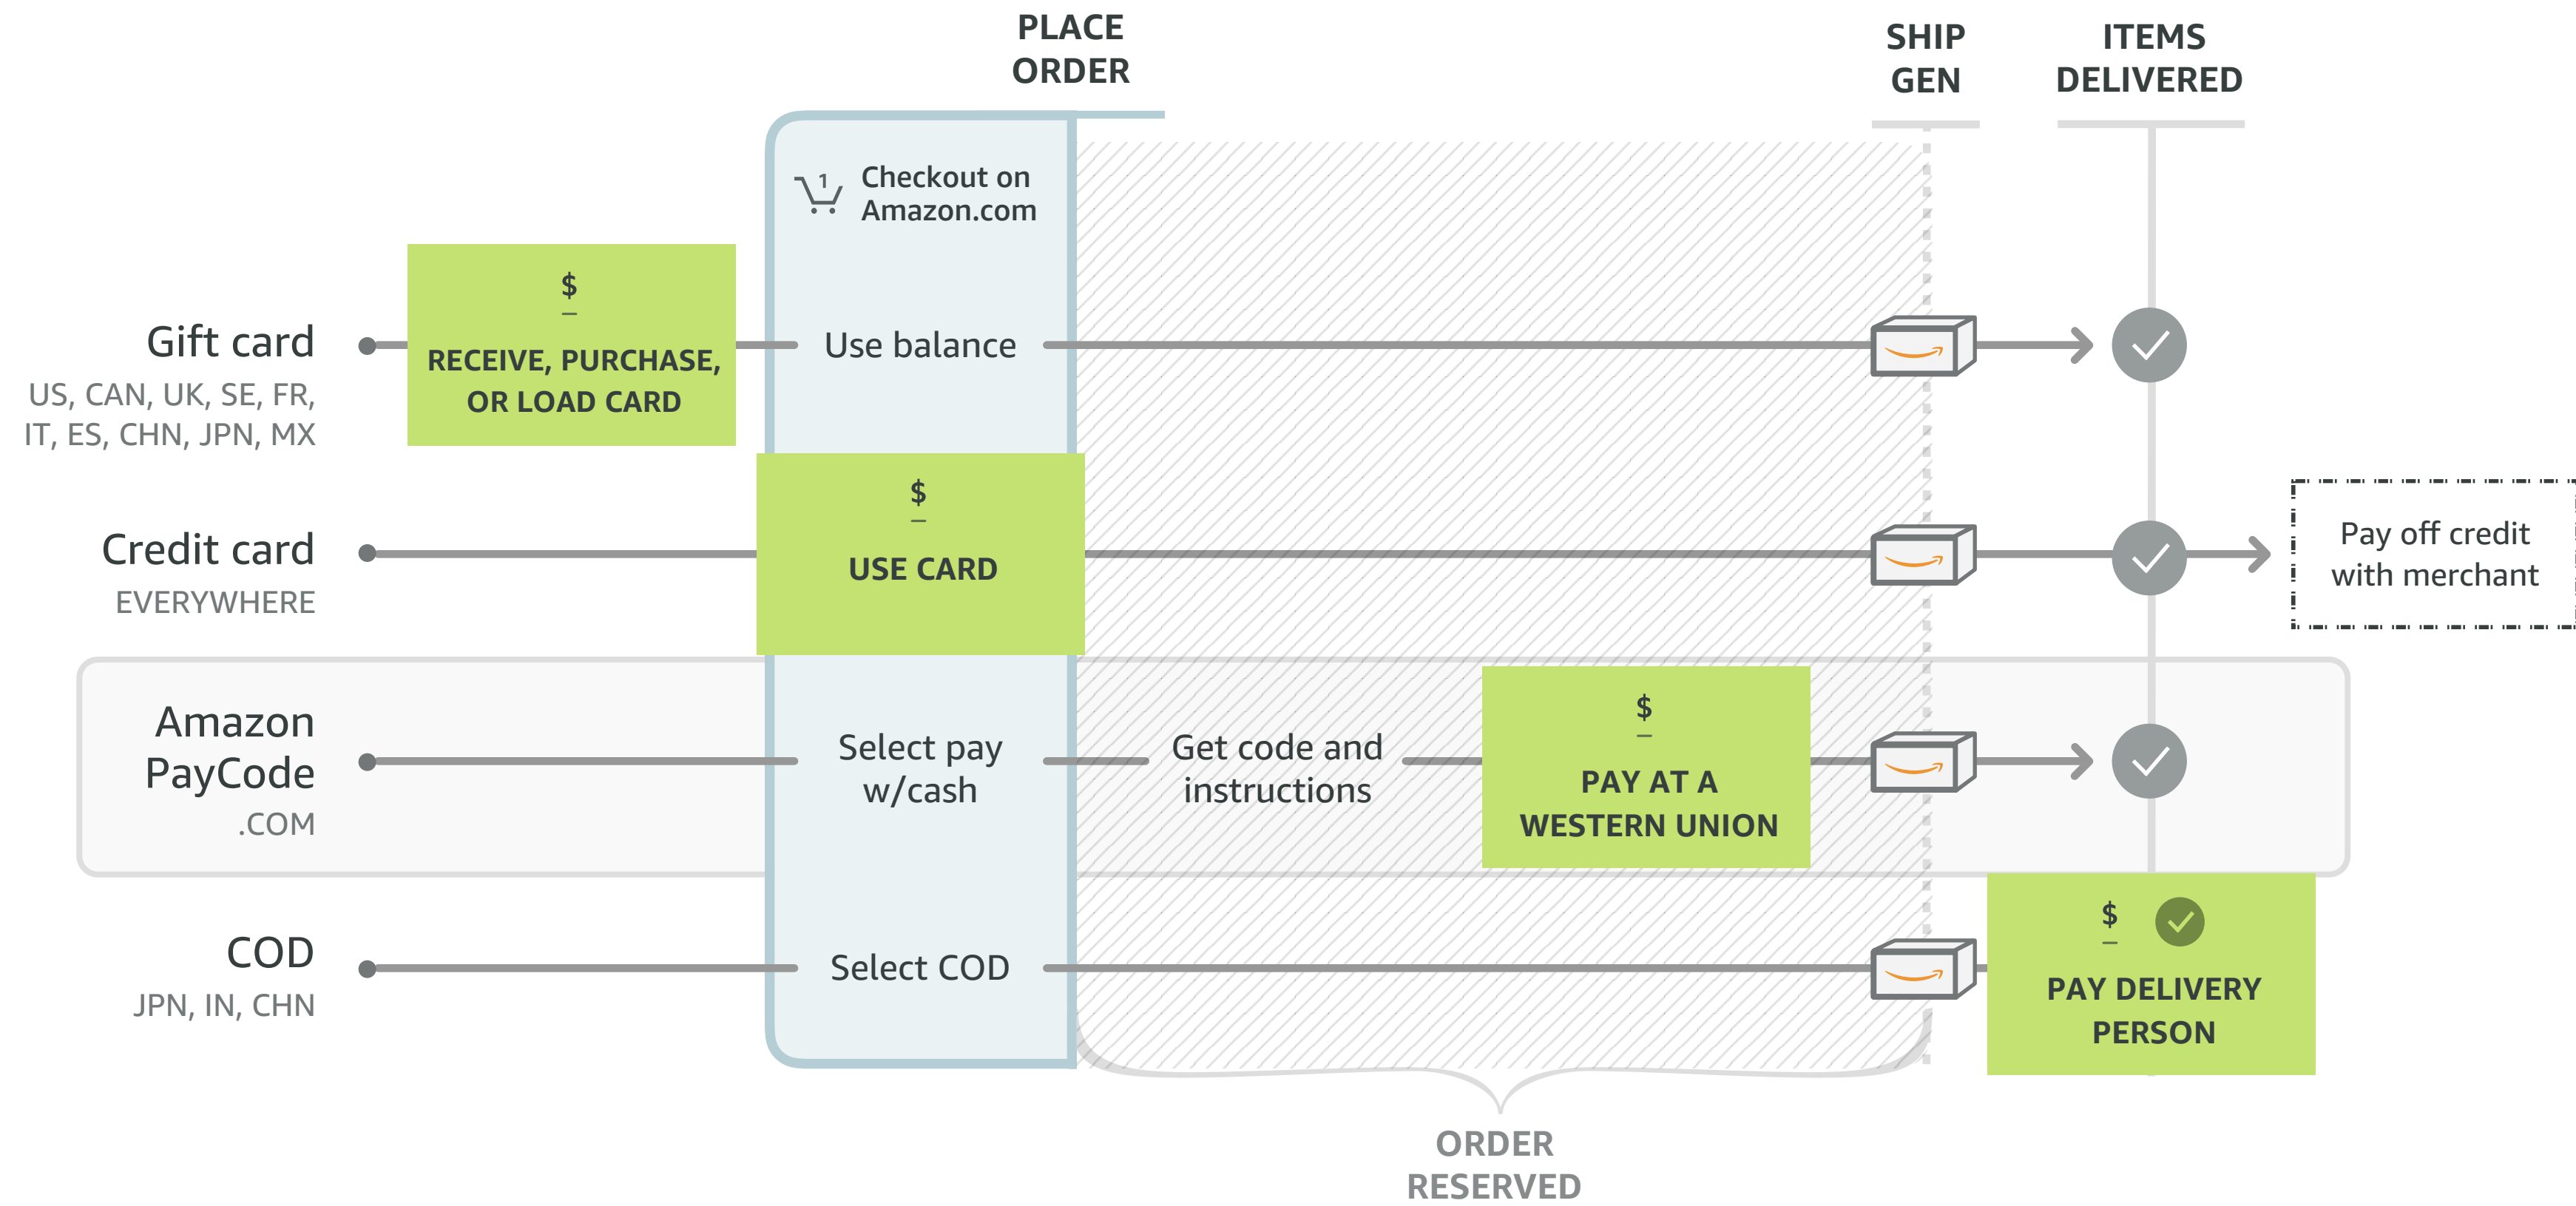 PLACE
ORDER
SHIP
GEN
ITEMS
DELIVERED
1
Checkout on
Amazon.com
Gift card
US, CAN, UK, SE, FR,
IT, ES, CHN, JPN, MX
$
RECEIVE, PURCHASE,
OR LOAD CARD
Use balance
Credit card
EVERYWHERE
$
USE CARD
Pay off credit
with merchant
Amazon
PayCode
.COM
Select pay
w/cash
Get code and
instructions
$
PAY AT A
WESTERN UNION
COD
JPN, IN, CHN
Select COD
$
PAY DELIVERY
PERSON
ORDER
RESERVED